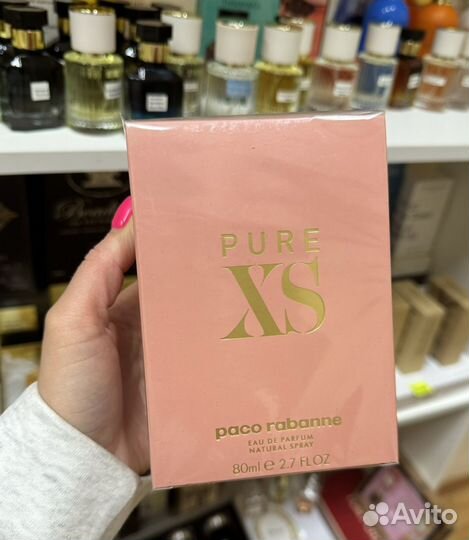 PURE
XS
paco rabanne
EAU DE PARFUM
NATURAL SPRAY
80ml e 2.7 FL OZ
Avito